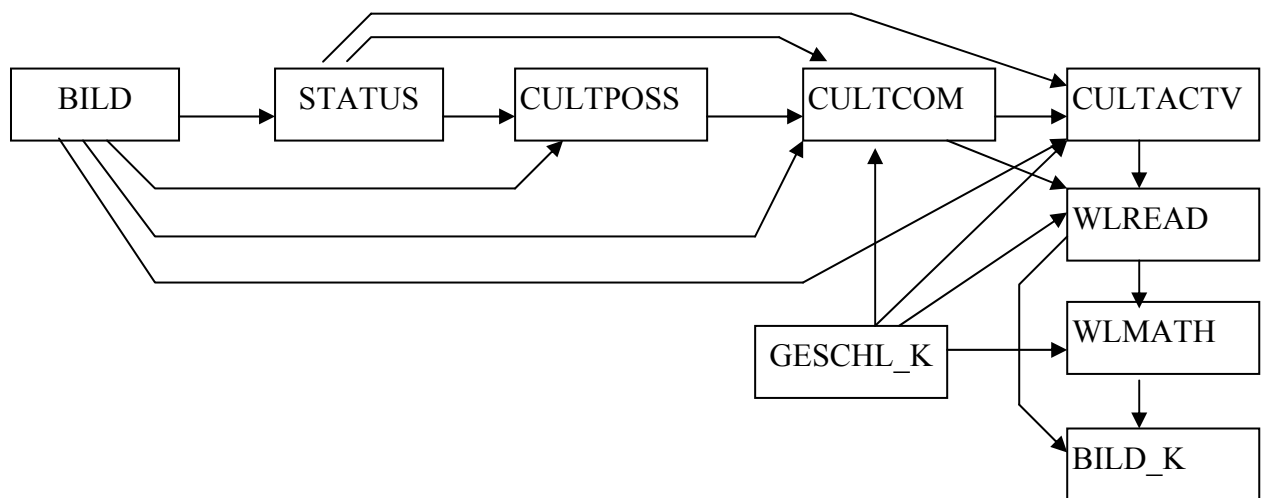 BILD
STATUS
CULTPOSS
CULTCOM
CULTACTV
WLREAD
GESCHL_K
WLMATH
BILD_K